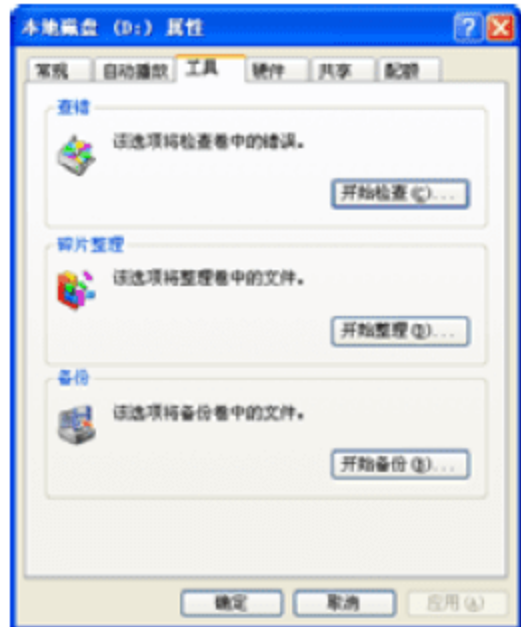 本地磁盘 (D:) 属性
常规 自动播放 工具 硬件 共享 配额
查错
该选项将检查卷中的错误。
开始检查(C)...
碎片整理
该选项将整理卷中的文件。
开始整理(D)...
备份
该选项将备份卷中的文件。
开始备份(B)...
确定 取消 应用(A)